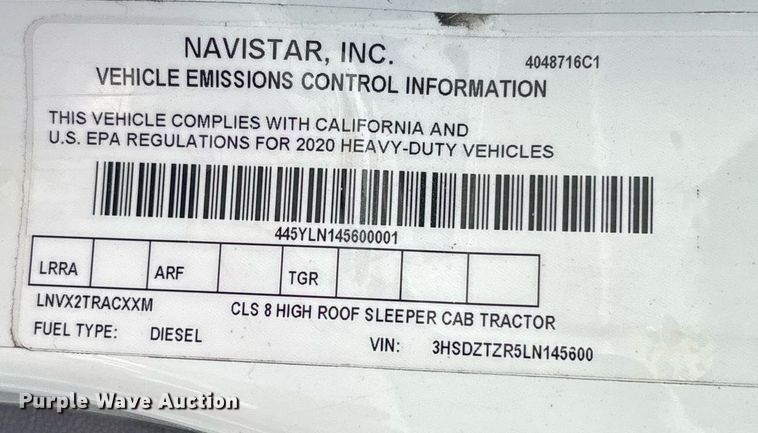 NAVISTAR, INC.
4048716C1
VEHICLE EMISSIONS CONTROL INFORMATION
THIS VEHICLE COMPLIES WITH CALIFORNIA AND
U.S. EPA REGULATIONS FOR 2020 HEAVY-DUTY VEHICLES
445YLN145600001
LRRA ARF TGR
LNVX2TRACXXM CLS 8 HIGH ROOF SLEEPER CAB TRACTOR
FUEL TYPE: DIESEL VIN: 3HSDZTZR5LN145600
Purple Wave Auction